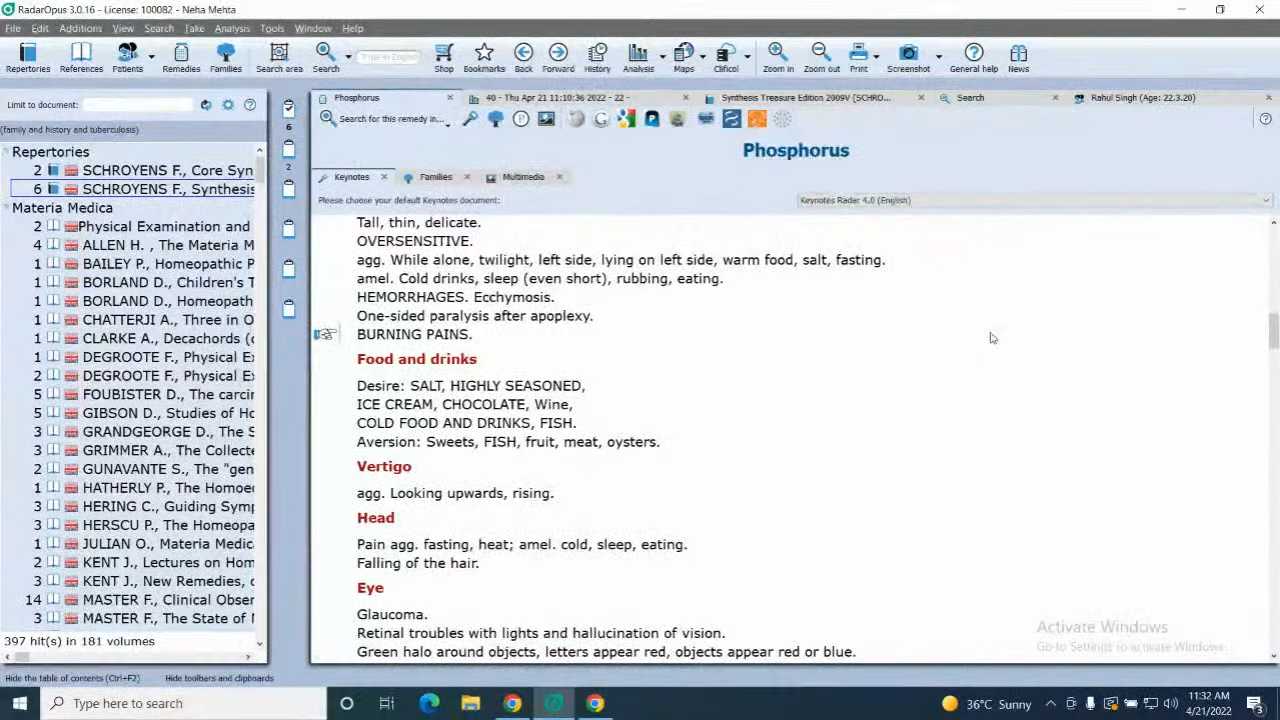 RadarOpus 3.0.16 - License: 100082 - Neha Mehta
File Edit Additions View Search Take Analysis Tools Window Help
Type in English
Repertories References Patients Remedies Families Search area Search Shop Bookmarks Back Forward History Analysis Maps Clificol Zoom in Zoom out Print Screenshot General help News
Limit to document:
(family and history and tuberculosis)
Repertories
2 SCHROYENS F., Core Syn
6 SCHROYENS F., Synthesis
Materia Medica
2 Physical Examination and
4 ALLEN H. , The Materia M
1 BAILEY P., Homeopathic P
1 BORLAND D., Children's T
1 BORLAND D., Homeopath
1 CHATTERJI A., Three in O
1 CLARKE A., Decachords (
1 DEGROOTE F., Physical E
2 DEGROOTE F., Physical E
5 FOUBISTER D., The carci
5 GIBSON D., Studies of Ho
3 GRANDGEORGE D., The S
3 GRIMMER A., The Collecte
2 GUNAVANTE S., The "gen
1 HATHERLY P., The Homoe
3 HERING C., Guiding Symp
3 HERSCU P., The Homeopa
1 JULIAN O., Materia Medic
2 KENT J., Lectures on Hom
3 KENT J., New Remedies, c
14 MASTER F., Clinical Obser
3 MASTER F., The State of M
397 hit(s) in 181 volumes
6
2
Phosphorus
40 - Thu Apr 21 11:10:36 2022 - 22 -
Synthesis Treasure Edition 2009V (SCHRO...
Search
Rahul Singh (Age: 22.3.20)
Search for this remedy in...
Phosphorus
Keynotes Families Multimedia
Please choose your default Keynotes document:
Keynotes Radar 4.0 (English)
Tall, thin, delicate.
OVERSENSITIVE.
agg. While alone, twilight, left side, lying on left side, warm food, salt, fasting.
amel. Cold drinks, sleep (even short), rubbing, eating.
HEMORRHAGES. Ecchymosis.
One-sided paralysis after apoplexy.
BURNING PAINS.
Food and drinks
Desire: SALT, HIGHLY SEASONED,
ICE CREAM, CHOCOLATE, Wine,
COLD FOOD AND DRINKS, FISH.
Aversion: Sweets, FISH, fruit, meat, oysters.
Vertigo
agg. Looking upwards, rising.
Head
Pain agg. fasting, heat; amel. cold, sleep, eating.
Falling of the hair.
Eye
Glaucoma.
Retinal troubles with lights and hallucination of vision.
Green halo around objects, letters appear red, objects appear red or blue.
Activate Windows
Go to Settings to activate Windows.
Hide the table of contents (Ctrl+F2) Hide toolbars and clipboards
Type here to search
36°C Sunny
11:32 AM
4/21/2022
3